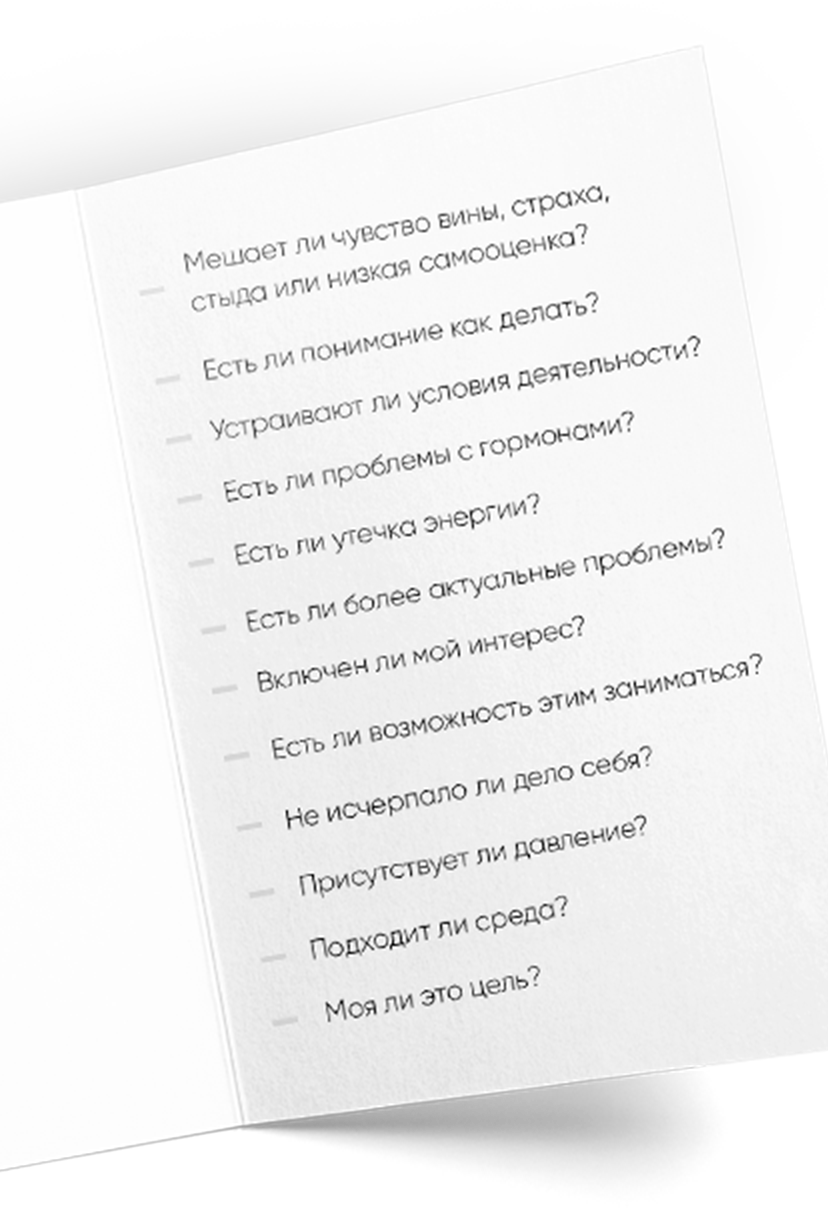 Мешает ли чувство вины, страха,
стыда или низкая самооценка?
Есть ли понимание как делать?
Устраивают ли условия деятельности?
Есть ли проблемы с гормонами?
Есть ли утечка энергии?
Есть ли более актуальные проблемы?
Включен ли мой интерес?
Есть ли возможность этим заниматься?
Не исчерпало ли дело себя?
Присутствует ли давление?
Подходит ли среда?
Моя ли это цель?